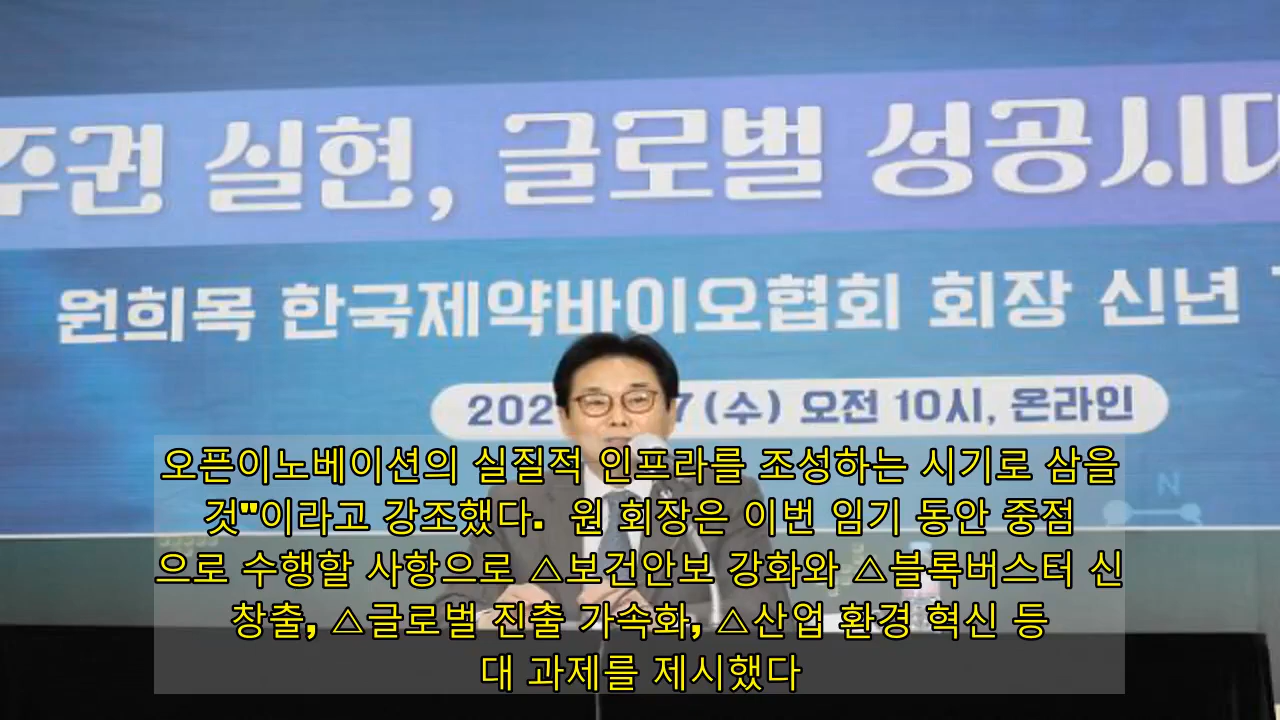 주권 실현, 글로벌 성공시대
원희목 한국제약바이오협회 회장 신년
202 7 (수) 오전 10시, 온라인
N
오픈이노베이션의 실질적 인프라를 조성하는 시기로 삼을
것"이라고 강조했다. 원 회장은 이번 임기 동안 중점
으로 수행할 사항으로 △보건안보 강화와 △블록버스터 신
창출, △글로벌 진출 가속화, △산업 환경 혁신 등
대 과제를 제시했다